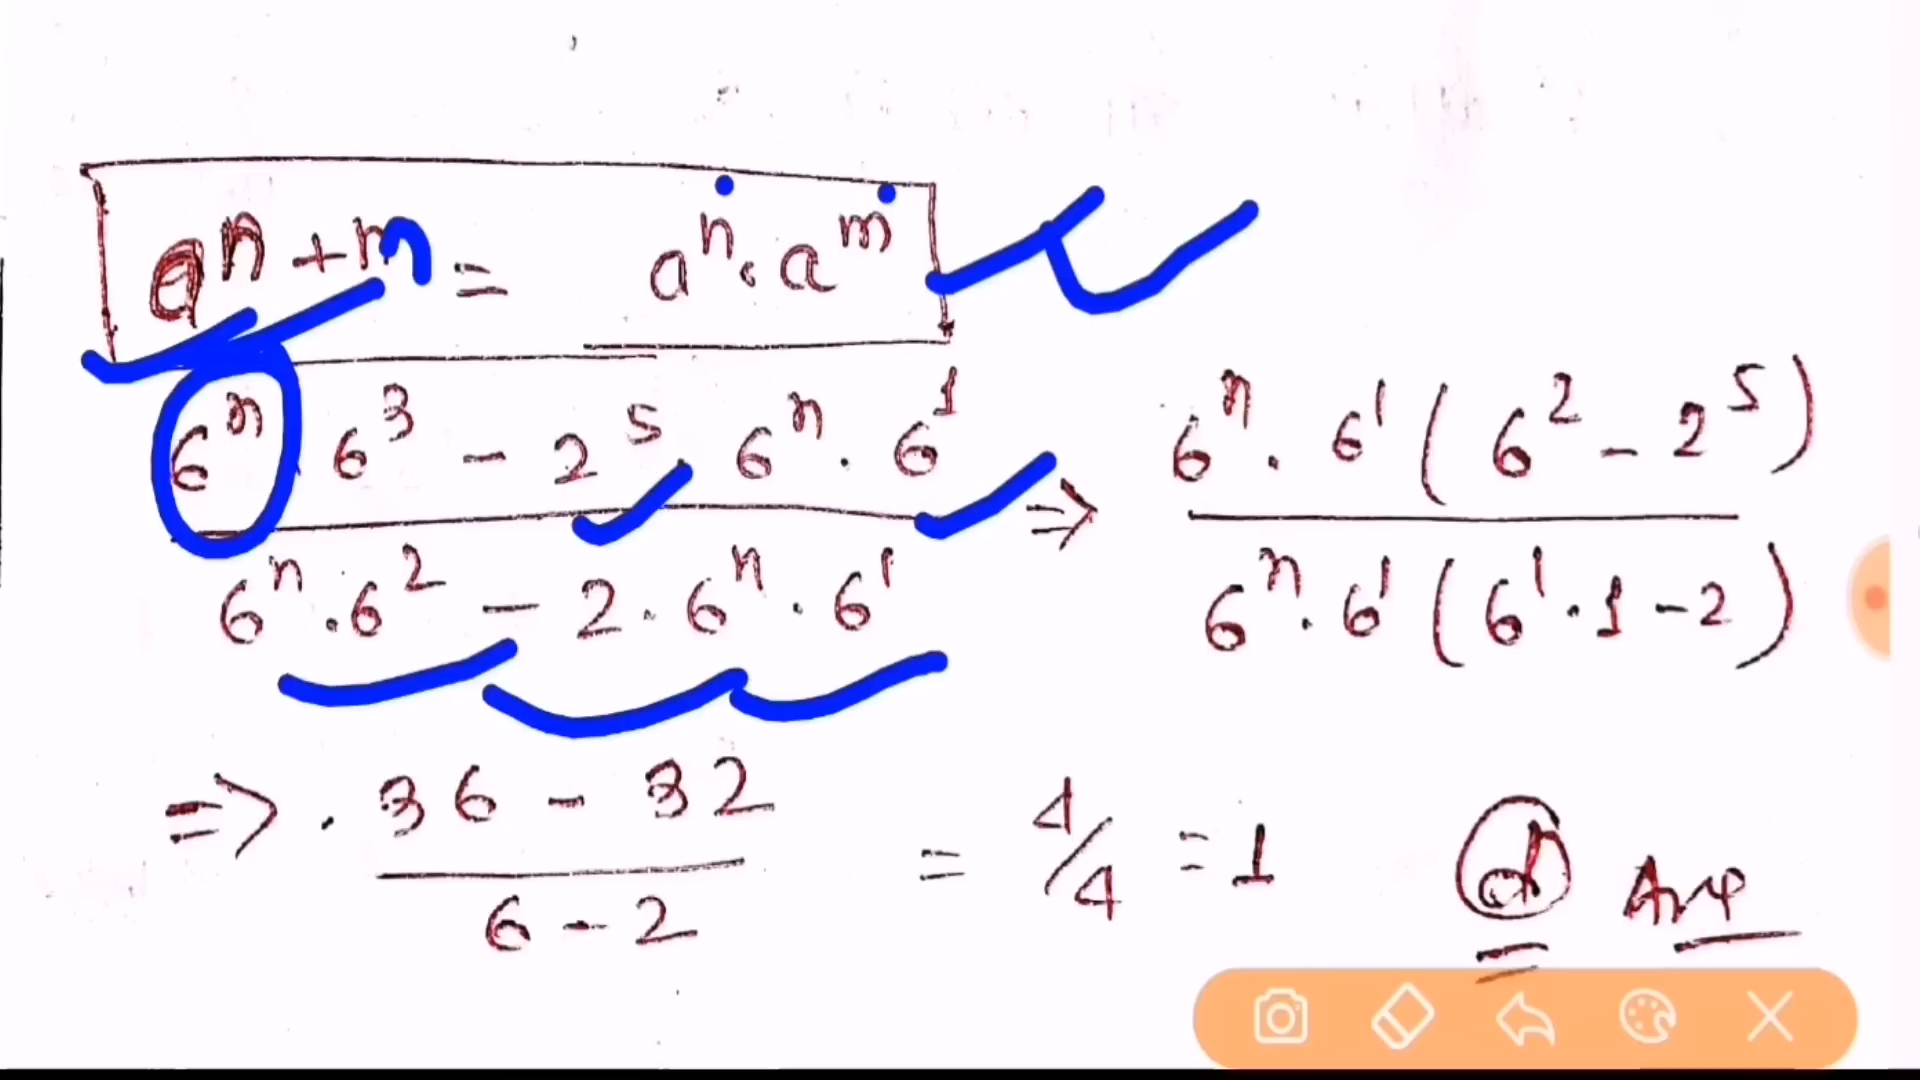 a^{n+m} = a^n . a^m
6^n 6^3 - 2^5 . 6^n . 6^1
6^n . 6^2 - 2 . 6^n . 6^1
=> 6^n . 6^1 ( 6^2 - 2^5 )
6^n . 6^1 ( 6^1 . 1 - 2 )
=> . 36 - 32
6 - 2
= 4/4 = 1
d Ans